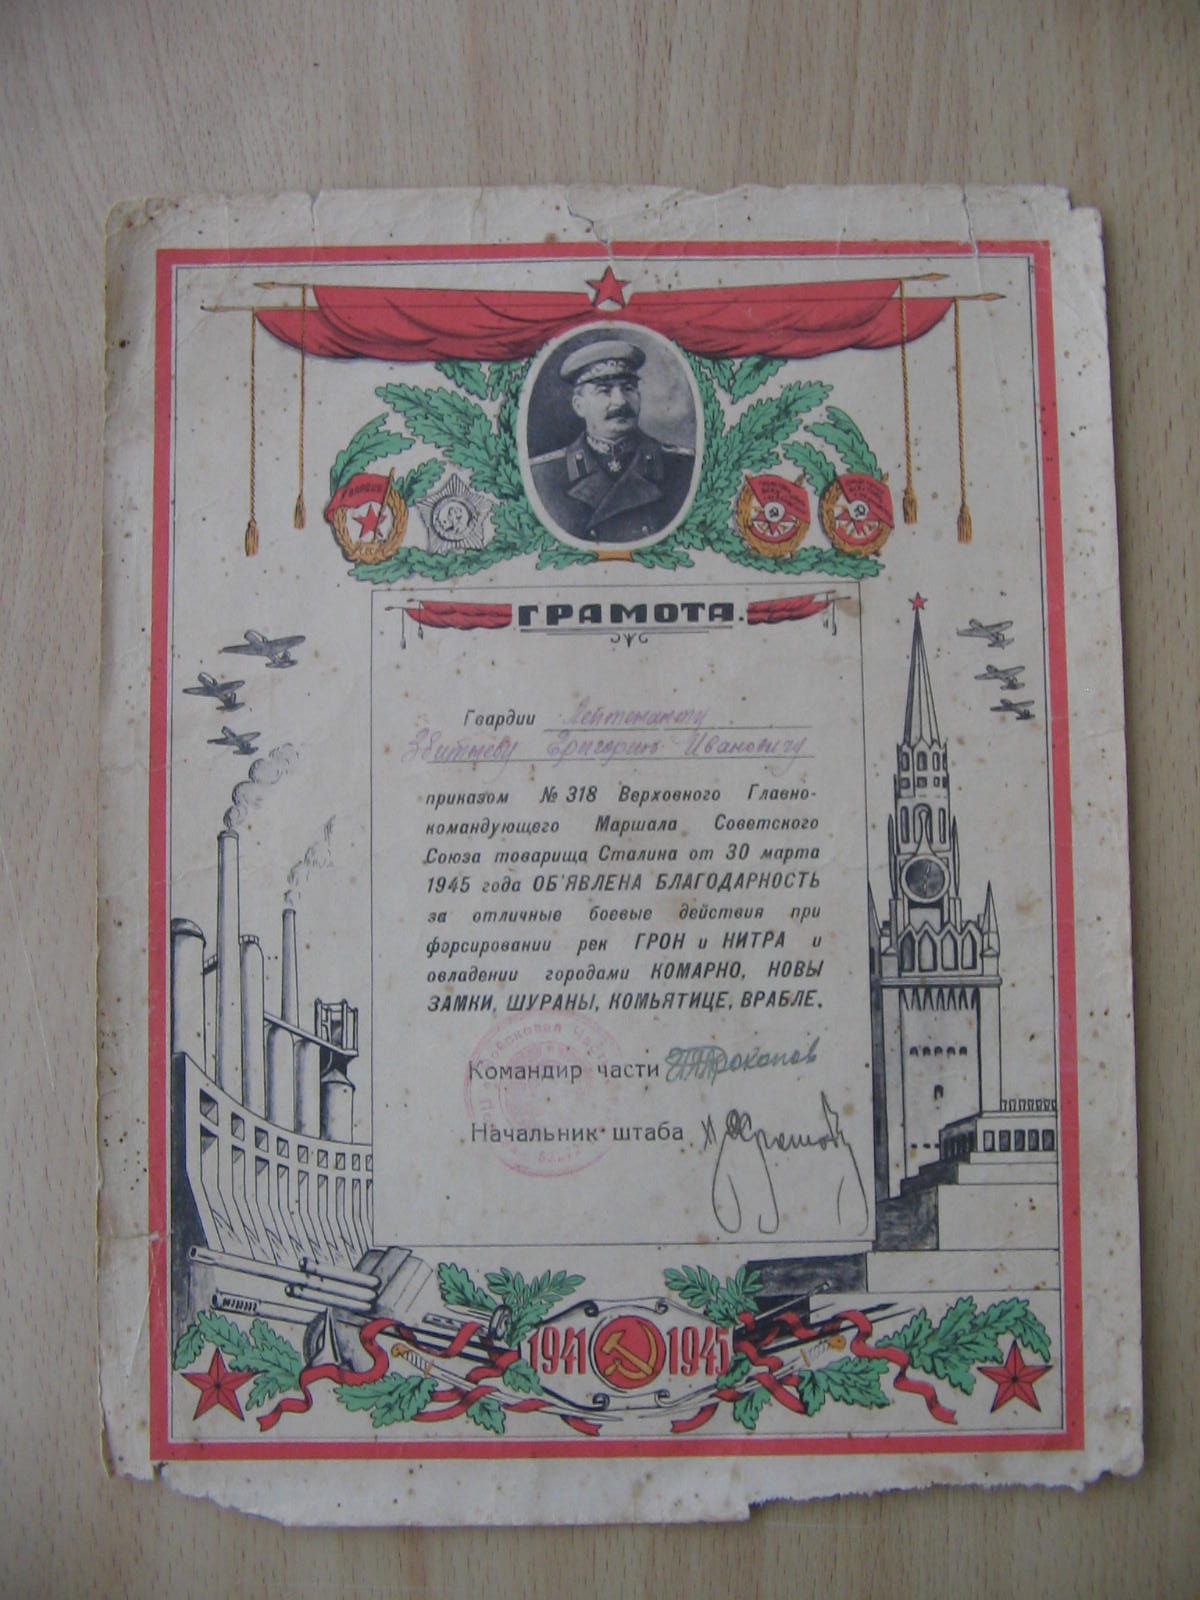 ГВАРДИЯ
ГРАМОТА.
Гвардии Лейтенанту
Збитневу Григорию Ивановичу
приказом № 318 Верховного Главно-
командующего Маршала Советского
Союза товарища Сталина от 30 марта
1945 года ОБ'ЯВЛЕНА БЛАГОДАРНОСТЬ
за отличные боевые действия при
форсировании рек ГРОН и НИТРА и
овладении городами КОМАРНО, НОВЫ
ЗАМКИ, ШУРАНЫ, КОМЬЯТИЦЕ, ВРАБЛЕ.
Командир части
Начальник штаба
1941 1945